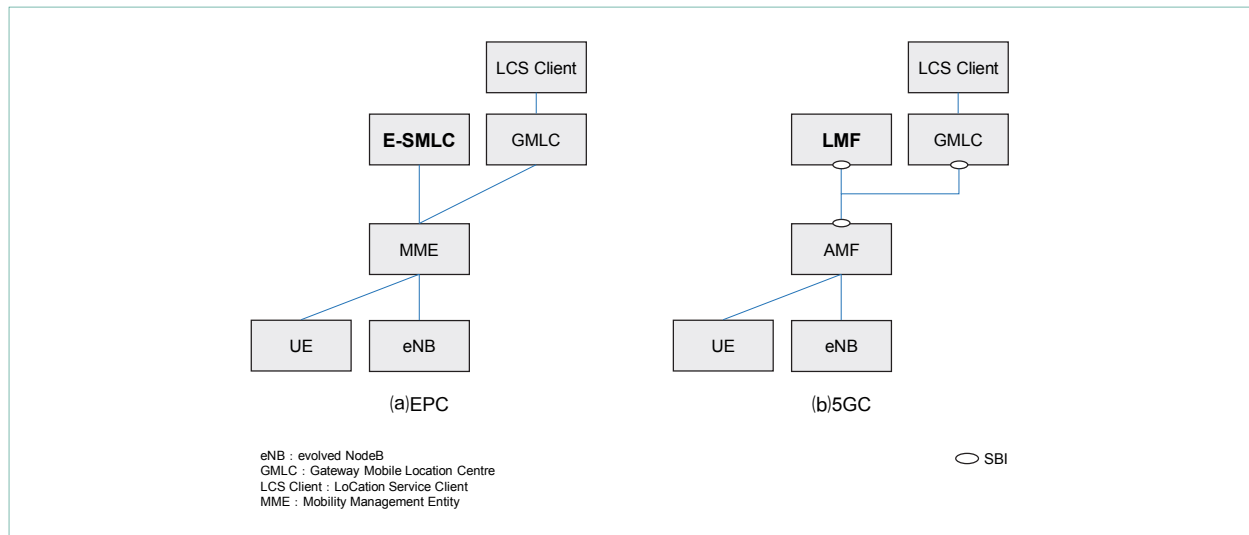 LCS Client
E-SMLC
GMLC
MME
UE
eNB
(a)EPC
LCS Client
LMF
GMLC
AMF
UE
eNB
(b)5GC
eNB : evolved NodeB
GMLC : Gateway Mobile Location Centre
LCS Client : LoCation Service Client
MME : Mobility Management Entity
SBI